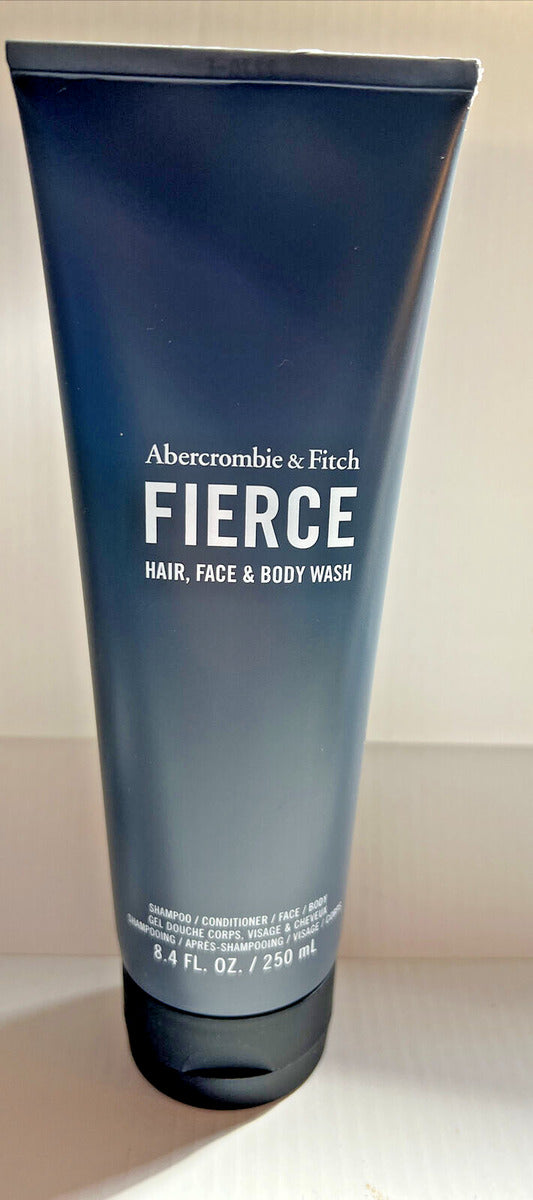 Abercrombie & Fitch
FIERCE
HAIR, FACE & BODY WASH
SHAMPOO / CONDITIONER / FACE / BODY
GEL DOUCHE CORPS, VISAGE & CHEVEUX
SHAMPOOING / APRÈS-SHAMPOOING / VISAGE / CORPS
8.4 FL. OZ. / 250 mL